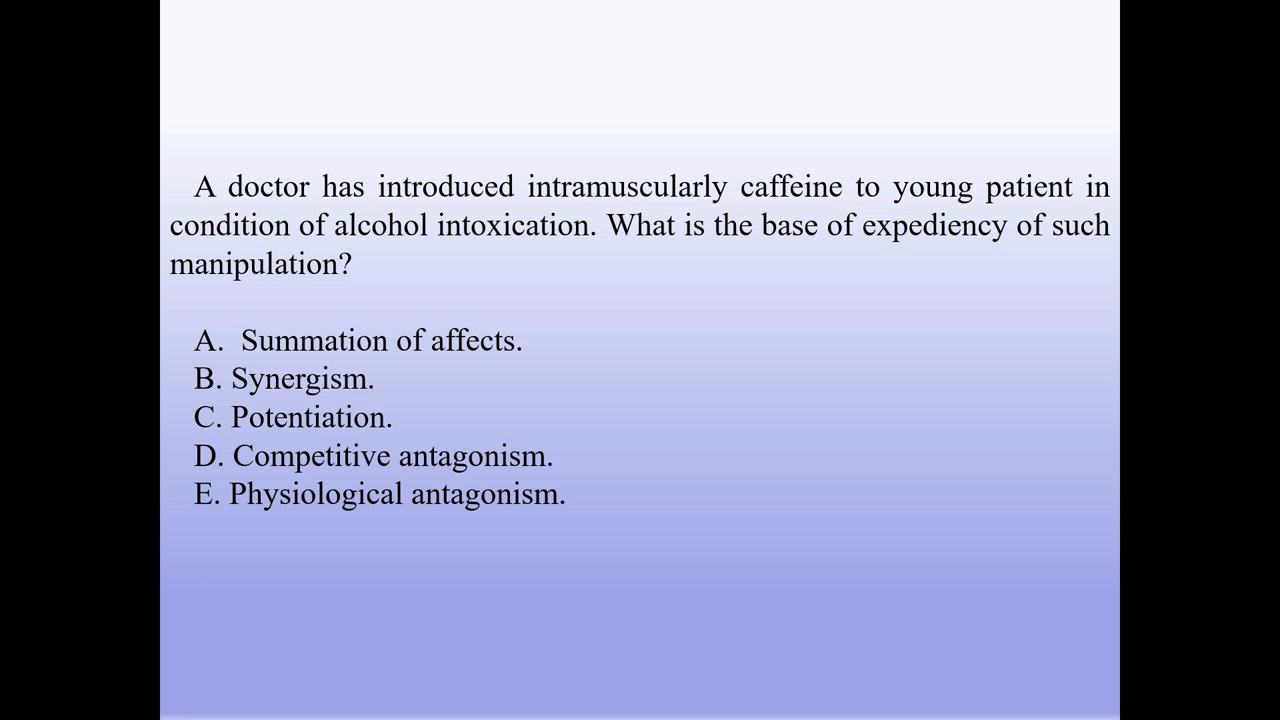 A doctor has introduced intramuscularly caffeine to young patient in
condition of alcohol intoxication. What is the base of expediency of such
manipulation?
A. Summation of affects.
B. Synergism.
C. Potentiation.
D. Competitive antagonism.
E. Physiological antagonism.